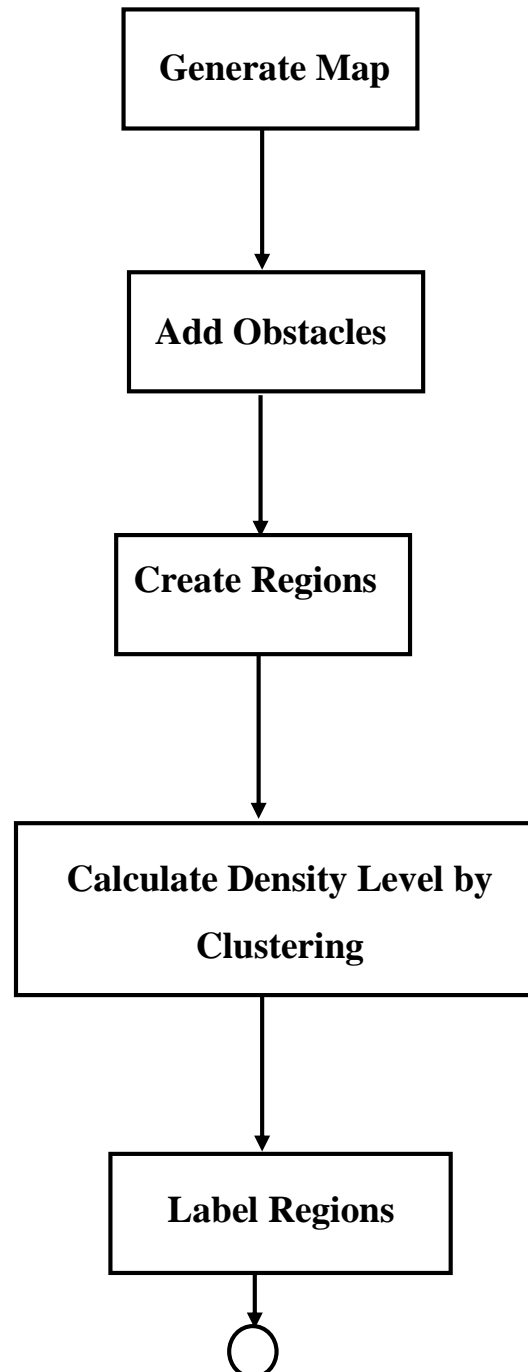 Generate Map
Add Obstacles
Create Regions
Calculate Density Level by
Clustering
Label Regions